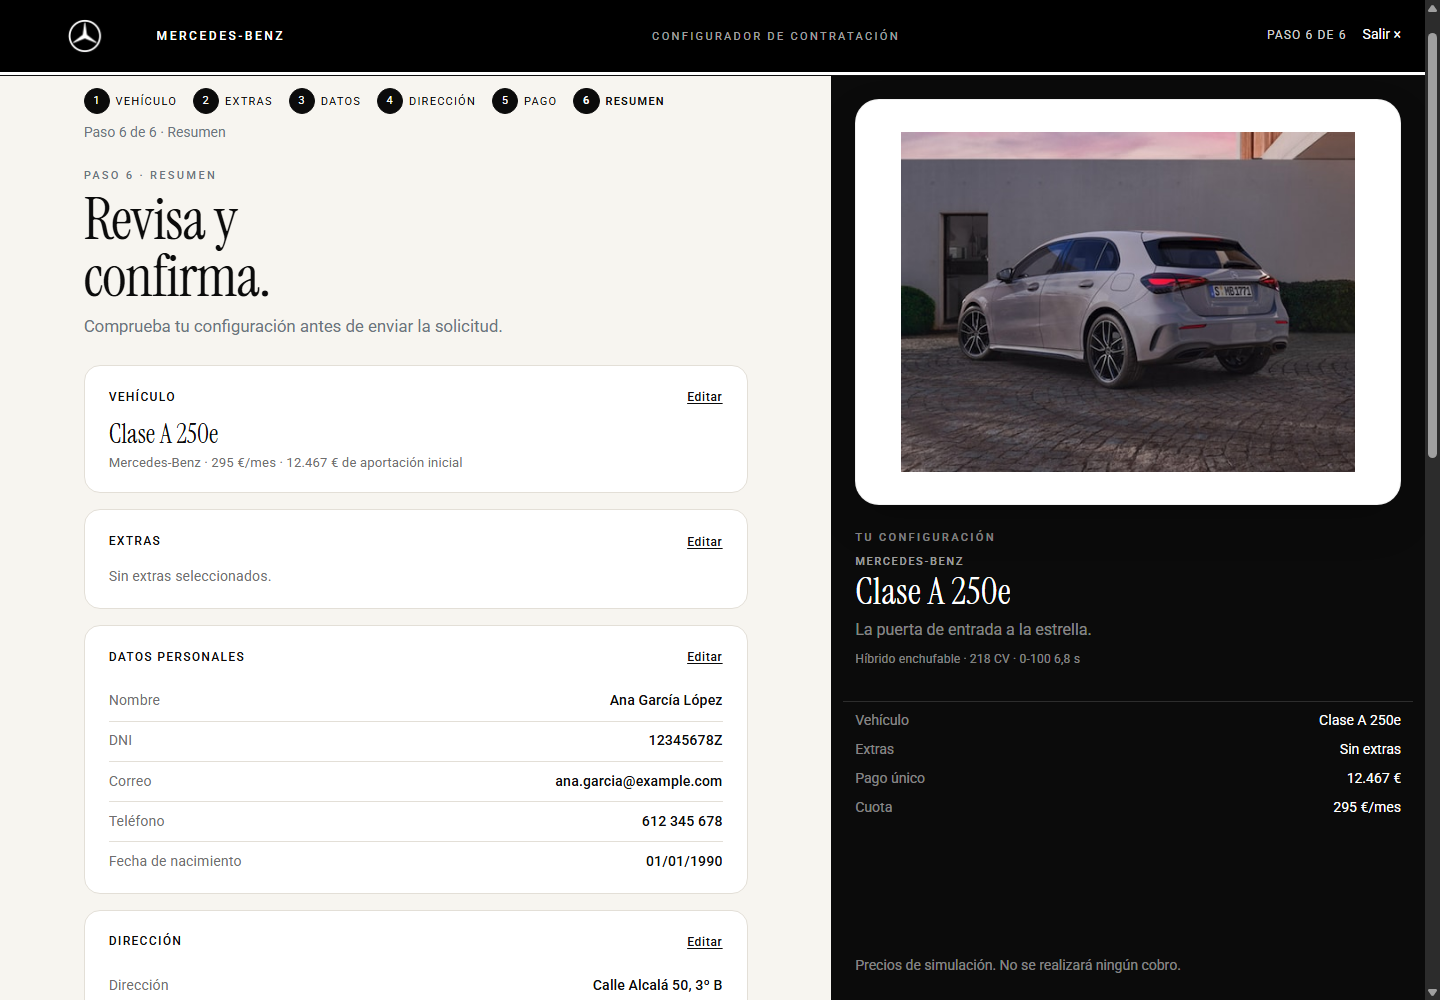 MERCEDES-BENZ
CONFIGURADOR DE CONTRATACIÓN
PASO 6 DE 6 Salir ×
1 VEHÍCULO 2 EXTRAS 3 DATOS 4 DIRECCIÓN 5 PAGO 6 RESUMEN
Paso 6 de 6 · Resumen
PASO 6 · RESUMEN
Revisa y
confirma.
Comprueba tu configuración antes de enviar la solicitud.
VEHÍCULO Editar
Clase A 250e
Mercedes-Benz · 295 €/mes · 12.467 € de aportación inicial
EXTRAS Editar
Sin extras seleccionados.
DATOS PERSONALES Editar
Nombre Ana García López
DNI 12345678Z
Correo ana.garcia@example.com
Teléfono 612 345 678
Fecha de nacimiento 01/01/1990
DIRECCIÓN Editar
Dirección Calle Alcalá 50, 3º B
TU CONFIGURACIÓN
MERCEDES-BENZ
Clase A 250e
La puerta de entrada a la estrella.
Híbrido enchufable · 218 CV · 0-100 6,8 s
Vehículo Clase A 250e
Extras Sin extras
Pago único 12.467 €
Cuota 295 €/mes
Precios de simulación. No se realizará ningún cobro.